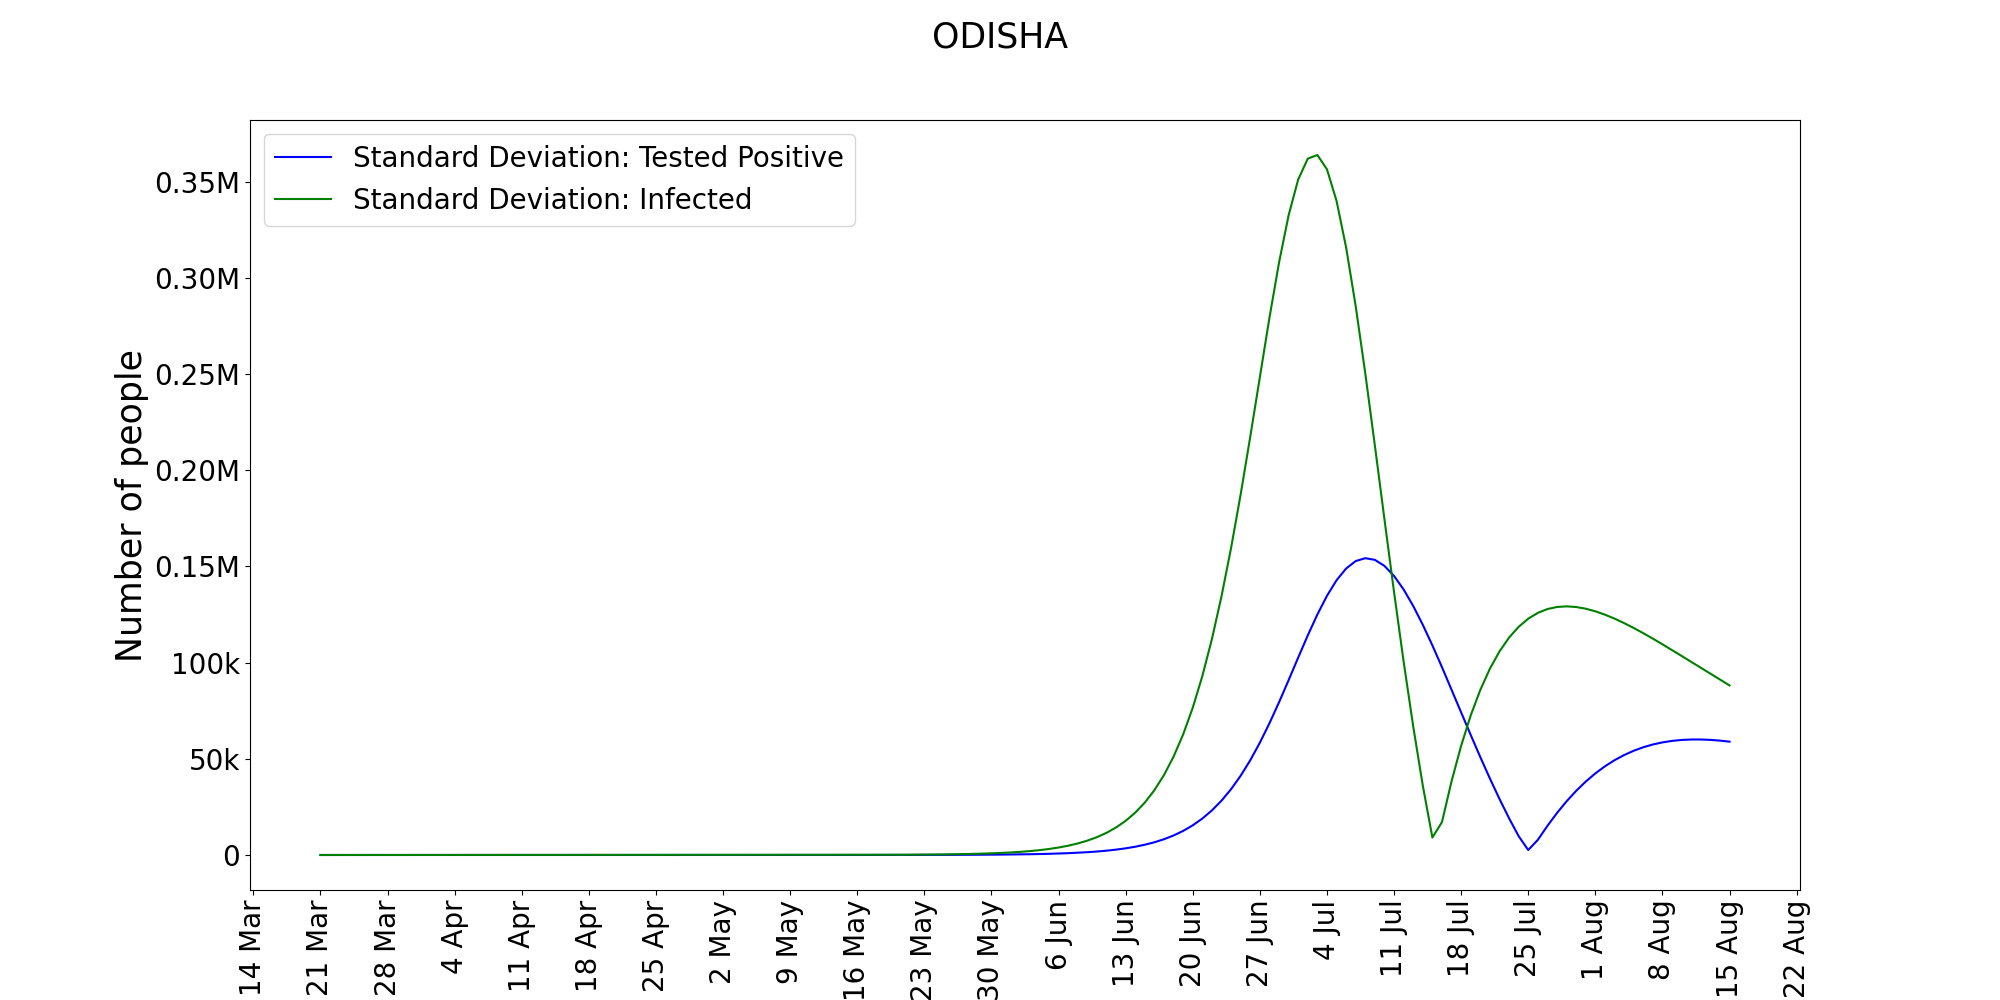 ODISHA
Standard Deviation: Tested Positive
Standard Deviation: Infected
Number of people
0.35M
0.30M
0.25M
0.20M
0.15M
100k
50k
0
14 Mar
21 Mar
28 Mar
4 Apr
11 Apr
18 Apr
25 Apr
2 May
9 May
16 May
23 May
30 May
6 Jun
13 Jun
20 Jun
27 Jun
4 Jul
11 Jul
18 Jul
25 Jul
1 Aug
8 Aug
15 Aug
22 Aug